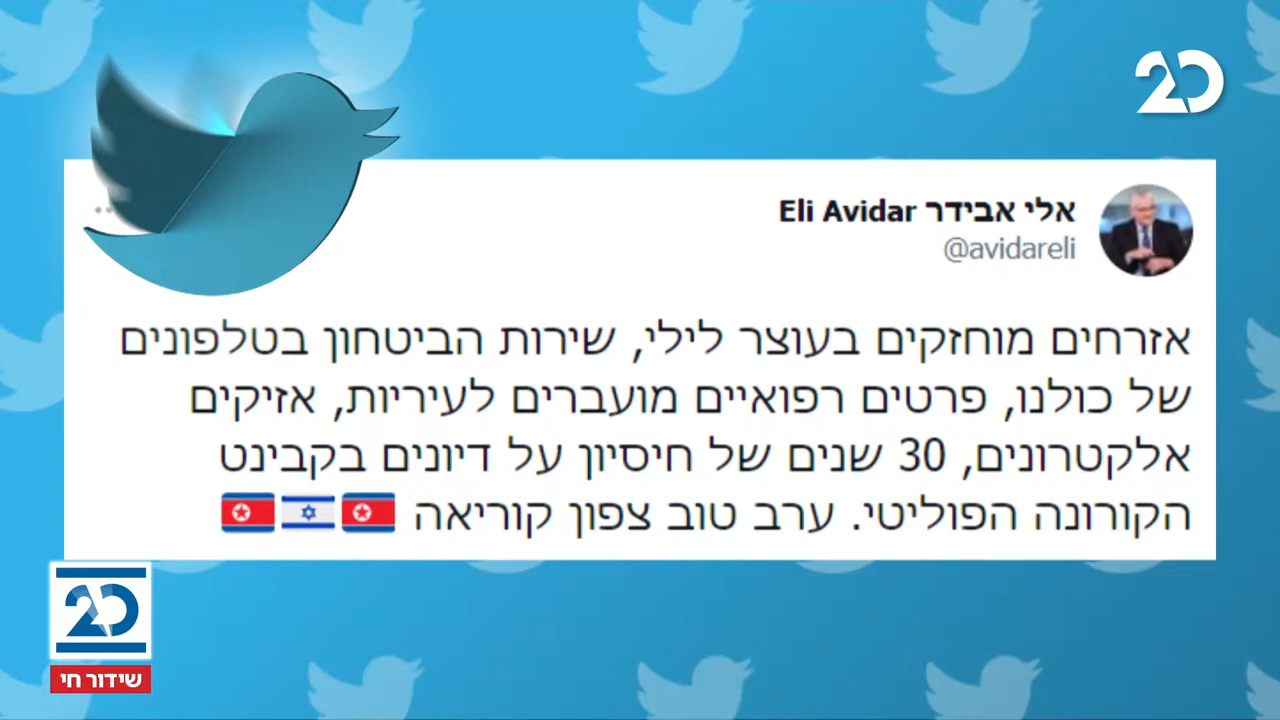 20
אלי אבידר Eli Avidar
@avidareli
אזרחים מוחזקים בעוצר לילי, שירות הביטחון בטלפונים
של כולנו, פרטים רפואיים מועברים לעיריות, אזיקים
אלקטרונים, 30 שנים של חיסיון על דיונים בקבינט
הקורונה הפוליטי. ערב טוב צפון קוריאה 🇰🇵🇮🇱🇰🇵
20
שידור חי